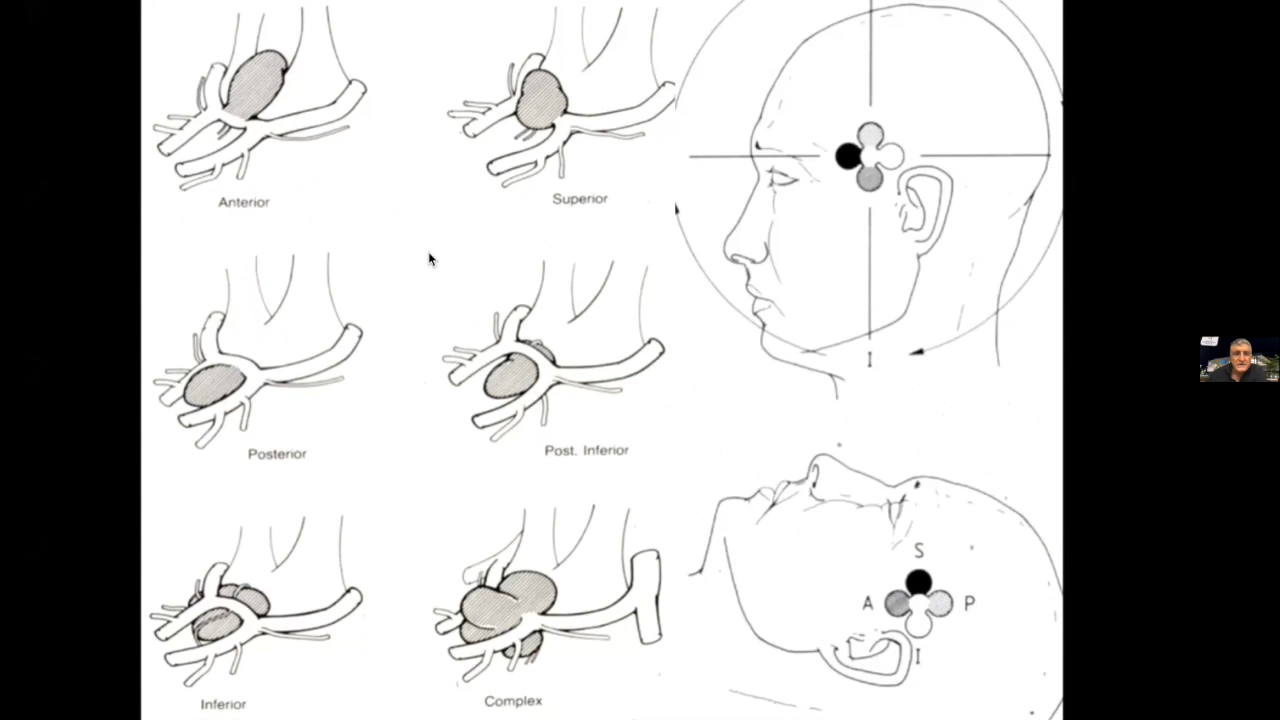 Anterior
Superior
I
Posterior
Post. Inferior
S
A
P
I
Inferior
Complex